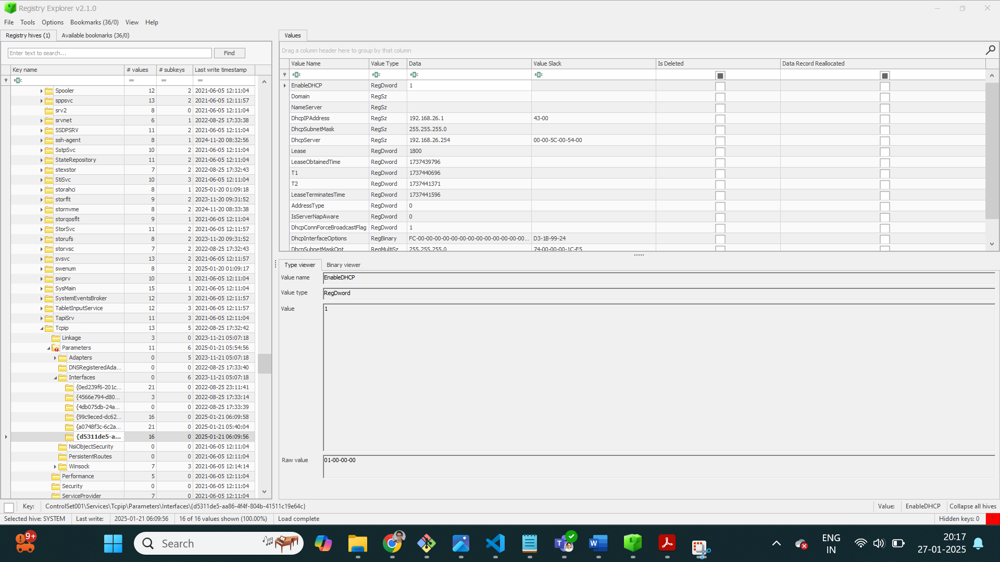 Registry Explorer v2.1.0
File Tools Options Bookmarks (36/0) View Help
Registry hives (1) Available bookmarks (36/0)
Enter text to search... Find
Key name # values # subkeys Last write timestamp
Spooler 12 2 2021-06-05 12:11:04
sppsvc 13 2 2021-06-05 12:11:57
srv2 8 0 2021-06-05 12:11:04
srvnet 6 1 2022-08-25 17:33:38
SSDPSRV 11 2 2021-06-05 12:11:04
ssh-agent 8 1 2024-11-20 08:32:56
SstpSvc 10 2 2021-06-05 12:11:04
StateRepository 11 2 2021-06-05 12:11:04
stexstor 7 2 2022-08-25 17:32:43
StiSvc 10 3 2021-06-05 12:11:04
storahci 8 1 2025-01-20 01:09:18
storflt 9 2 2023-11-20 09:31:52
stornvme 8 2 2024-11-20 08:33:38
storqosflt 9 1 2021-06-05 12:11:04
StorSvc 11 2 2021-06-05 12:11:57
storufs 8 2 2023-11-20 09:31:52
storvsc 7 2 2022-08-25 17:32:43
svsvc 13 2 2021-06-05 12:11:57
swenum 8 2 2025-01-20 01:09:17
swprv 10 1 2021-06-05 12:11:04
SysMain 15 1 2021-06-05 12:11:04
SystemEventsBroker 12 3 2021-06-05 12:11:57
TabletInputService 12 3 2021-06-05 12:11:57
TapiSrv 11 3 2021-06-05 12:11:04
Tcpip 13 5 2022-08-25 17:32:42
Linkage 3 0 2023-11-21 05:07:18
Parameters 11 6 2025-01-21 05:54:56
Adapters 0 5 2023-11-21 05:07:18
DNSRegisteredAda... 0 0 2022-08-25 17:33:40
Interfaces 0 6 2023-11-21 05:07:18
{0ed239f6-201c... 21 0 2022-08-25 23:11:41
{4566e794-d80... 3 0 2022-08-25 17:33:14
{4db075db-24a... 0 0 2022-08-25 17:33:39
{99c9eced-dc62... 16 0 2025-01-21 06:09:58
{a0748f3c-6c2a... 21 0 2025-01-21 05:40:04
{d5311de5-a... 16 0 2025-01-21 06:09:56
NsiObjectSecurity 0 0 2021-06-05 12:11:04
PersistentRoutes 0 0 2021-06-05 12:11:04
Winsock 7 3 2021-06-05 12:14:14
Performance 5 0 2021-06-05 12:11:04
Security 0 0 2021-06-05 12:11:04
ServiceProvider 7 0 2021-06-05 12:11:04
Values
Drag a column header here to group by that column
Value Name Value Type Data Value Slack Is Deleted Data Record Reallocated
EnableDHCP RegDword 1
Domain RegSz
NameServer RegSz
DhcpIPAddress RegSz 192.168.26.1 43-00
DhcpSubnetMask RegSz 255.255.255.0
DhcpServer RegSz 192.168.26.254 00-00-5C-00-54-00
Lease RegDword 1800
LeaseObtainedTime RegDword 1737439796
T1 RegDword 1737440696
T2 RegDword 1737441371
LeaseTerminatesTime RegDword 1737441596
AddressType RegDword 0
IsServerNapAware RegDword 0
DhcpConnForceBroadcastFlag RegDword 1
DhcpInterfaceOptions RegBinary FC-00-00-00-00-00-00-00-00-00-00-00-00-00... D3-1B-99-24
DhcpSubnetMaskOpt RegMultiSz 255.255.255.0 74-00-00-00-1C-E5
Type viewer Binary viewer
Value name EnableDHCP
Value type RegDword
Value 1
Raw value 01-00-00-00
Key: ControlSet001\Services\Tcpip\Parameters\Interfaces\{d5311de5-aa86-4f4f-804b-41511c19e64c} Value: EnableDHCP Collapse all hives
Selected hive: SYSTEM Last write: 2025-01-21 06:09:56 16 of 16 values shown (100.00%) Load complete Hidden keys: 0 7
9+ Search ENG IN 20:17 27-01-2025